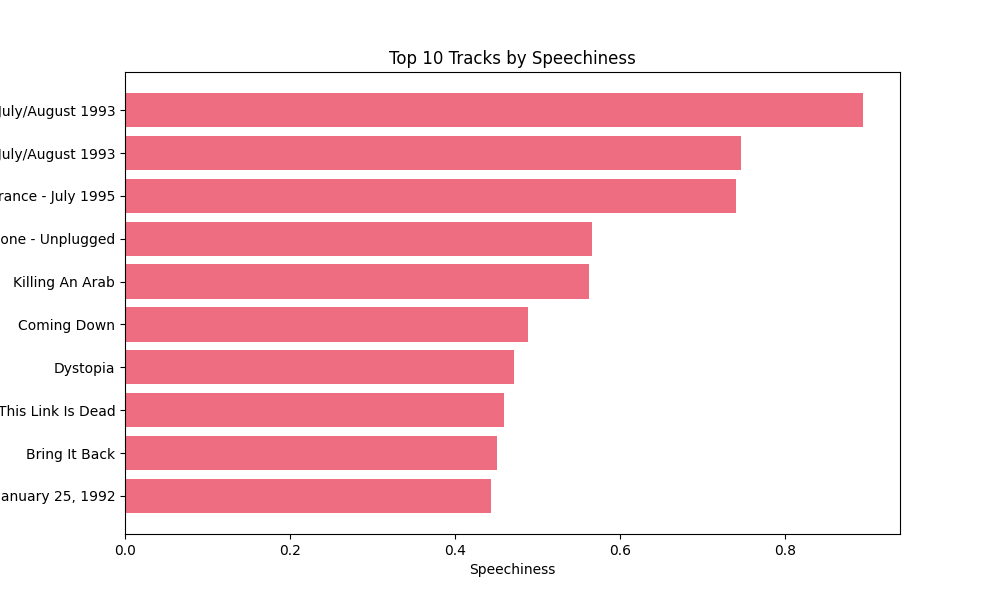 Top 10 Tracks by Speechiness
July/August 1993
July/August 1993
rance - July 1995
one - Unplugged
Killing An Arab
Coming Down
Dystopia
This Link Is Dead
Bring It Back
anuary 25, 1992
0.0 0.2 0.4 0.6 0.8
Speechiness